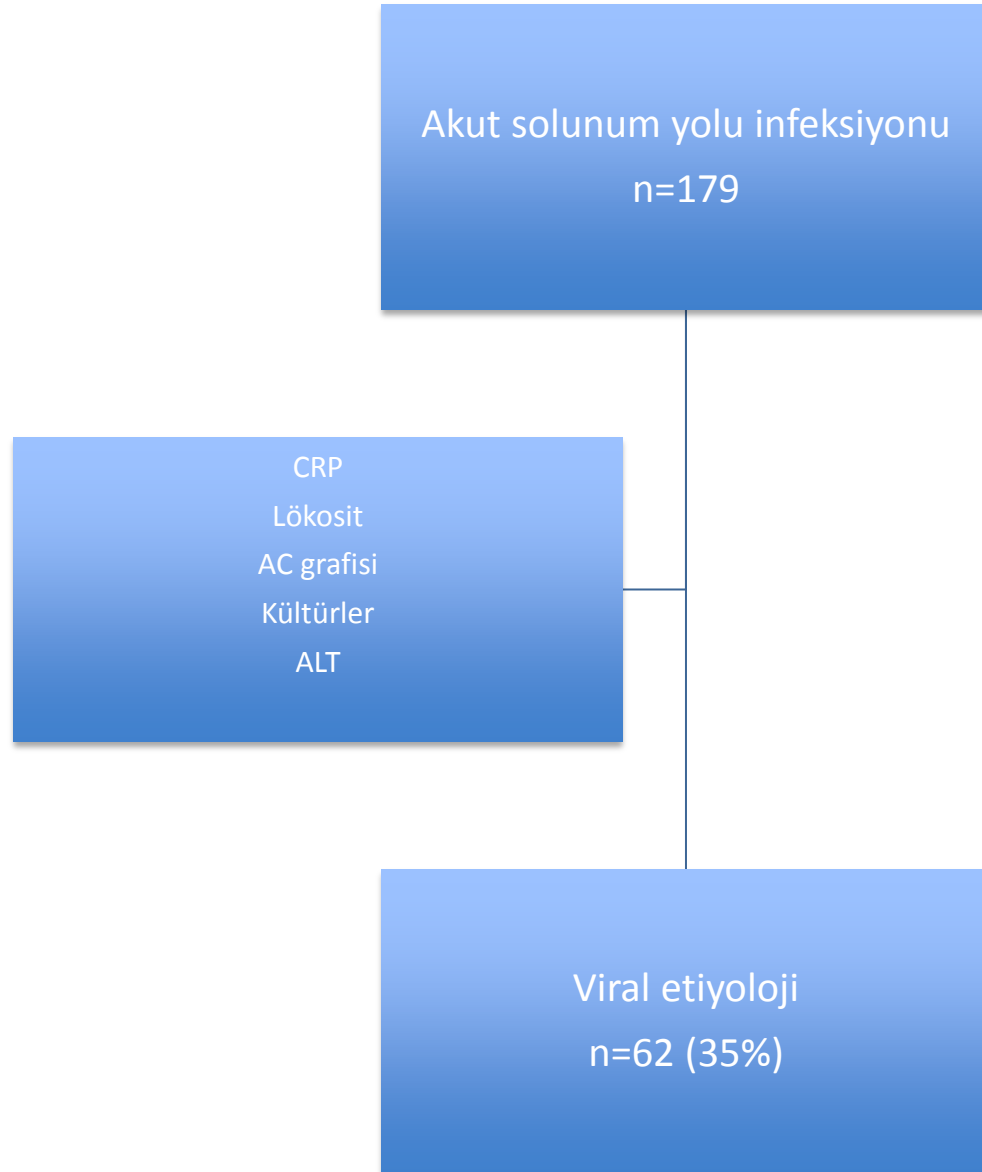 Akut solunum yolu infeksiyonu
n=179
CRP
Lökosit
AC grafisi
Kültürler
ALT
Viral etiyoloji
n=62 (35%)